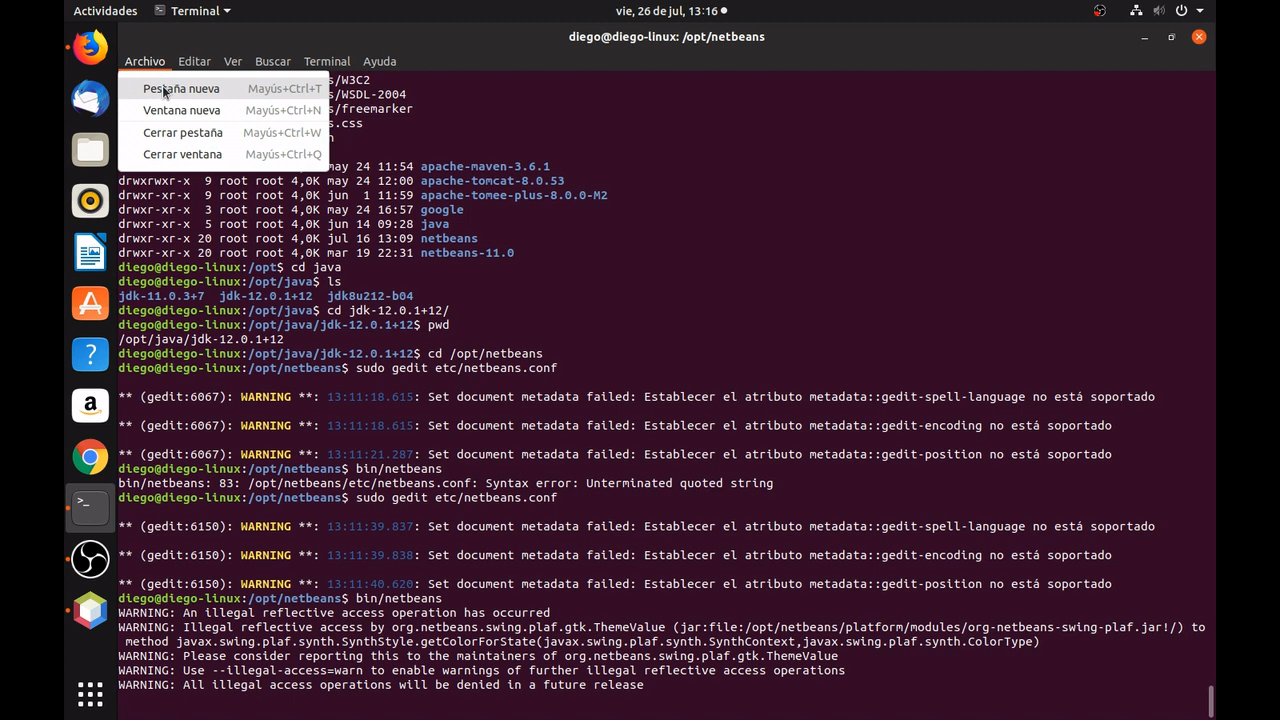 Actividades Terminal vie, 26 de jul, 13:16
diego@diego-linux: /opt/netbeans
Archivo Editar Ver Buscar Terminal Ayuda
Pestaña nueva Mayús+Ctrl+T
Ventana nueva Mayús+Ctrl+N
Cerrar pestaña Mayús+Ctrl+W
Cerrar ventana Mayús+Ctrl+Q
s/W3C2
s/WSDL-2004
s/freemarker
s.css
n
may 24 11:54 apache-maven-3.6.1
drwxrwxr-x 9 root root 4,0K may 24 12:00 apache-tomcat-8.0.53
drwxr-xr-x 9 root root 4,0K jun 1 11:59 apache-tomee-plus-8.0.0-M2
drwxr-xr-x 3 root root 4,0K may 24 16:57 google
drwxr-xr-x 5 root root 4,0K jun 14 09:28 java
drwxr-xr-x 20 root root 4,0K jul 16 13:09 netbeans
drwxr-xr-x 20 root root 4,0K mar 19 22:31 netbeans-11.0
diego@diego-linux:/opt$ cd java
diego@diego-linux:/opt/java$ ls
jdk-11.0.3+7 jdk-12.0.1+12 jdk8u212-b04
diego@diego-linux:/opt/java$ cd jdk-12.0.1+12/
diego@diego-linux:/opt/java/jdk-12.0.1+12$ pwd
/opt/java/jdk-12.0.1+12
diego@diego-linux:/opt/java/jdk-12.0.1+12$ cd /opt/netbeans
diego@diego-linux:/opt/netbeans$ sudo gedit etc/netbeans.conf
** (gedit:6067): WARNING **: 13:11:18.615: Set document metadata failed: Establecer el atributo metadata::gedit-spell-language no está soportado
** (gedit:6067): WARNING **: 13:11:18.615: Set document metadata failed: Establecer el atributo metadata::gedit-encoding no está soportado
** (gedit:6067): WARNING **: 13:11:21.287: Set document metadata failed: Establecer el atributo metadata::gedit-position no está soportado
diego@diego-linux:/opt/netbeans$ bin/netbeans
bin/netbeans: 83: /opt/netbeans/etc/netbeans.conf: Syntax error: Unterminated quoted string
diego@diego-linux:/opt/netbeans$ sudo gedit etc/netbeans.conf
** (gedit:6150): WARNING **: 13:11:39.837: Set document metadata failed: Establecer el atributo metadata::gedit-spell-language no está soportado
** (gedit:6150): WARNING **: 13:11:39.838: Set document metadata failed: Establecer el atributo metadata::gedit-encoding no está soportado
** (gedit:6150): WARNING **: 13:11:40.620: Set document metadata failed: Establecer el atributo metadata::gedit-position no está soportado
diego@diego-linux:/opt/netbeans$ bin/netbeans
WARNING: An illegal reflective access operation has occurred
WARNING: Illegal reflective access by org.netbeans.swing.plaf.gtk.ThemeValue (jar:file:/opt/netbeans/platform/modules/org-netbeans-swing-plaf.jar!/) to
method javax.swing.plaf.synth.SynthStyle.getColorForState(javax.swing.plaf.synth.SynthContext,javax.swing.plaf.synth.ColorType)
WARNING: Please consider reporting this to the maintainers of org.netbeans.swing.plaf.gtk.ThemeValue
WARNING: Use --illegal-access=warn to enable warnings of further illegal reflective access operations
WARNING: All illegal access operations will be denied in a future release